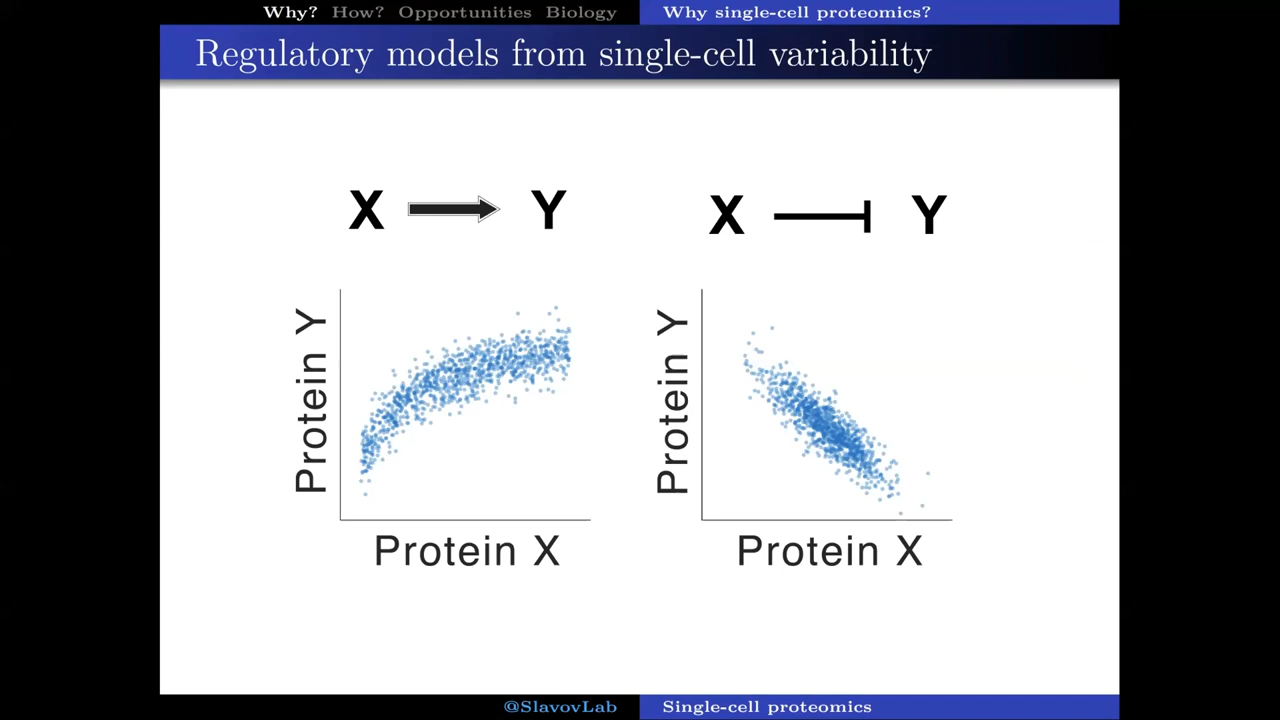 Why? How? Opportunities Biology Why single-cell proteomics?
Regulatory models from single-cell variability
X Y X Y
Protein Y
Protein X
Protein Y
Protein X
@SlavovLab Single-cell proteomics